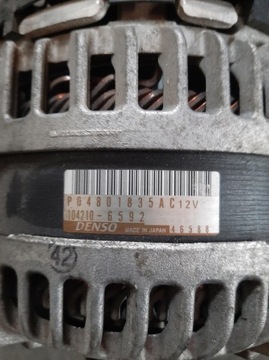 P04801835AC 12V
104210-6592
DENSO MADE IN JAPAN 46588
42